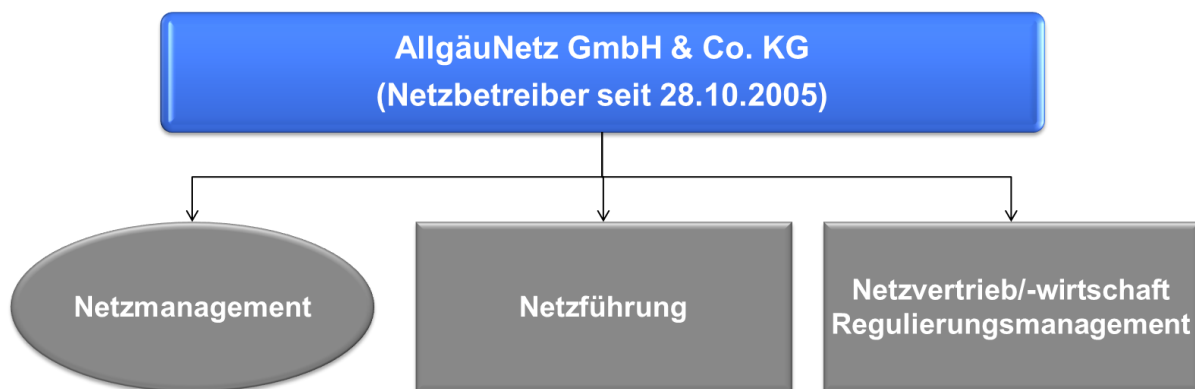 AllgäuNetz GmbH & Co. KG
(Netzbetreiber seit 28.10.2005)
Netzmanagement
Netzführung
Netzvertrieb/-wirtschaft
Regulierungsmanagement